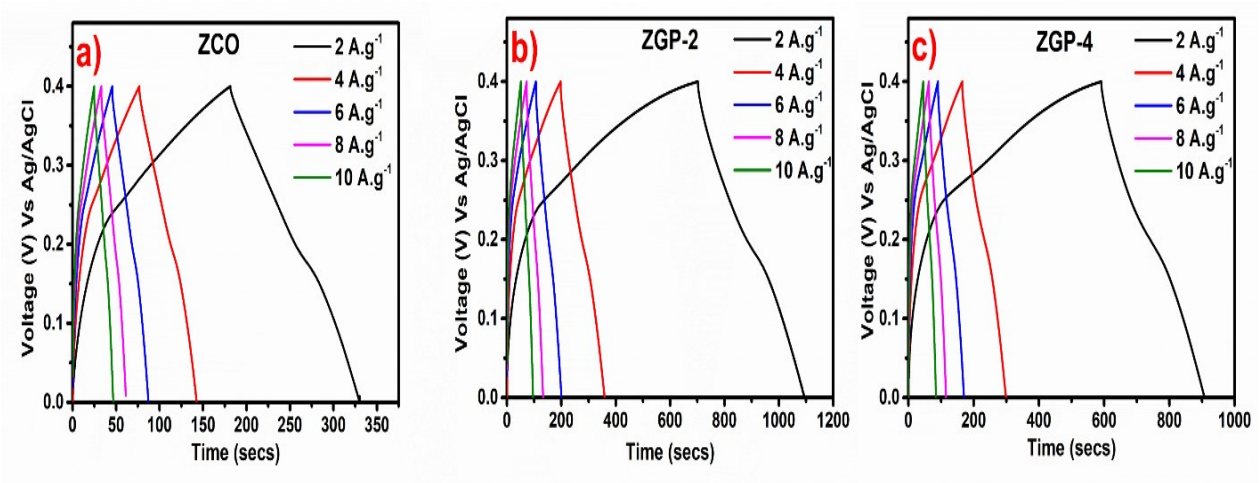 a)
ZCO
2 A.g-1
4 A.g-1
6 A.g-1
8 A.g-1
10 A.g-1
Voltage (V) Vs Ag/AgCl
0.4
0.3
0.2
0.1
0.0
0 50 100 150 200 250 300 350
Time (secs)
b)
ZGP-2
2 A.g-1
4 A.g-1
6 A.g-1
8 A.g-1
10 A.g-1
Voltage (V) Vs Ag/AgCl
0.4
0.3
0.2
0.1
0.0
0 200 400 600 800 1000 1200
Time (secs)
c)
ZGP-4
2 A.g-1
4 A.g-1
6 A.g-1
8 A.g-1
10 A.g-1
Voltage (V) Vs Ag/AgCl
0.4
0.3
0.2
0.1
0.0
0 200 400 600 800 1000
Time (secs)